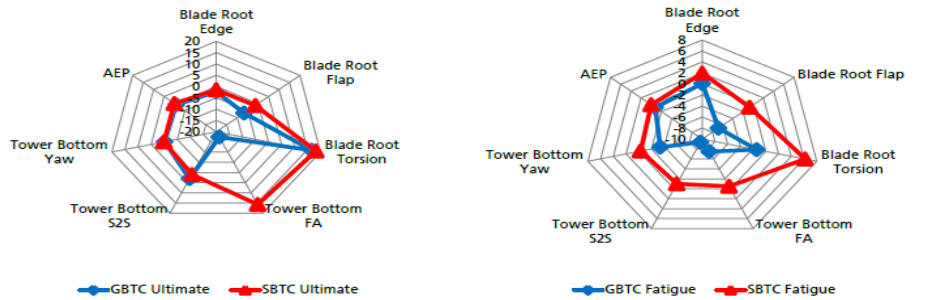 Blade Root
Edge
20
15
10
5
0
-5
-10
-15
-20
Blade Root
Flap
Blade Root
Torsion
Tower Bottom
FA
Tower Bottom
S2S
Tower Bottom
Yaw
AEP
GBTC Ultimate
SBTC Ultimate
Blade Root
Edge
8
6
4
2
0
-2
-4
-6
-8
-10
Blade Root Flap
Blade Root
Torsion
Tower Bottom
FA
Tower Bottom
S2S
Tower Bottom
Yaw
AEP
GBTC Fatigue
SBTC Fatigue